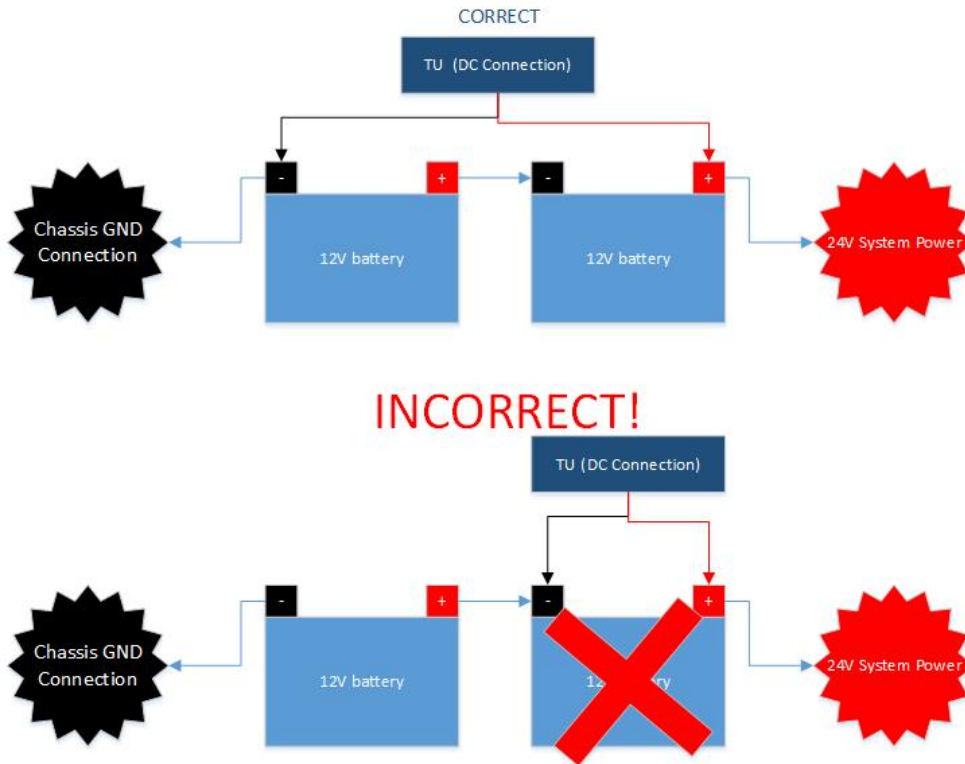 CORRECT
TU (DC Connection)
- + - +
Chassis GND
Connection
12V battery
12V battery
24V System Power
INCORRECT!
TU (DC Connection)
- + - +
Chassis GND
Connection
12V battery
24V System Power